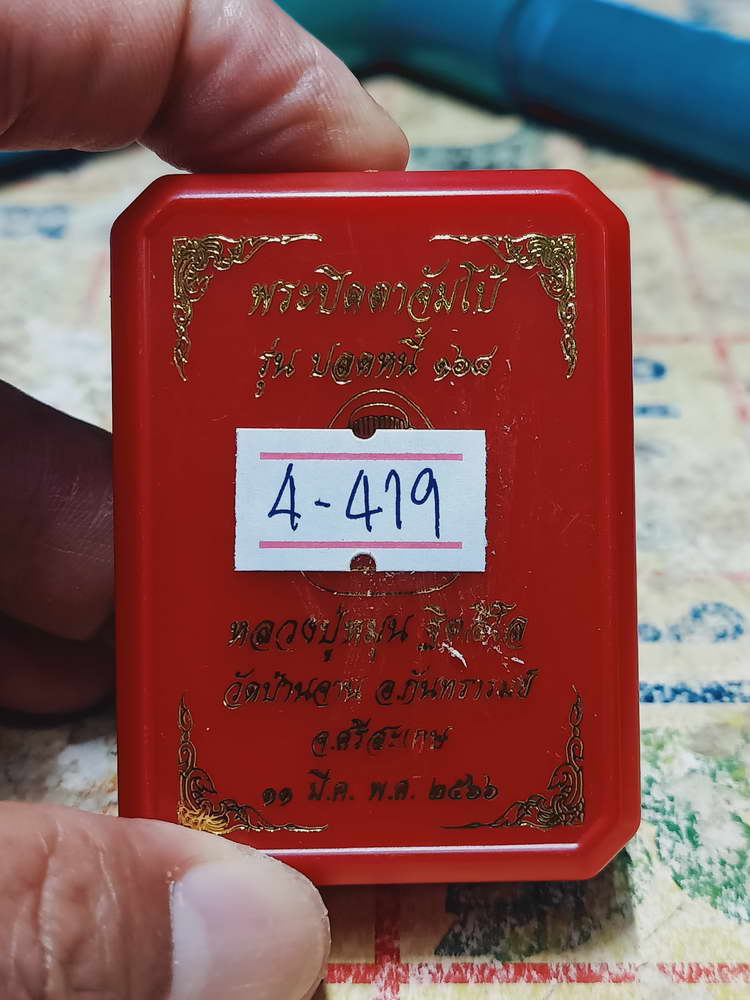 พระปิดตาจัมโบ้
รุ่น ปลดหนี้ ๑๖๘
4-419
หลวงปู่หมุน ฐิตสีโล
วัดบ้านจาน อ.กันทรารมย์
จ.ศรีสะเกษ
๑๑ มี.ค. พ.ศ. ๒๕๖๖